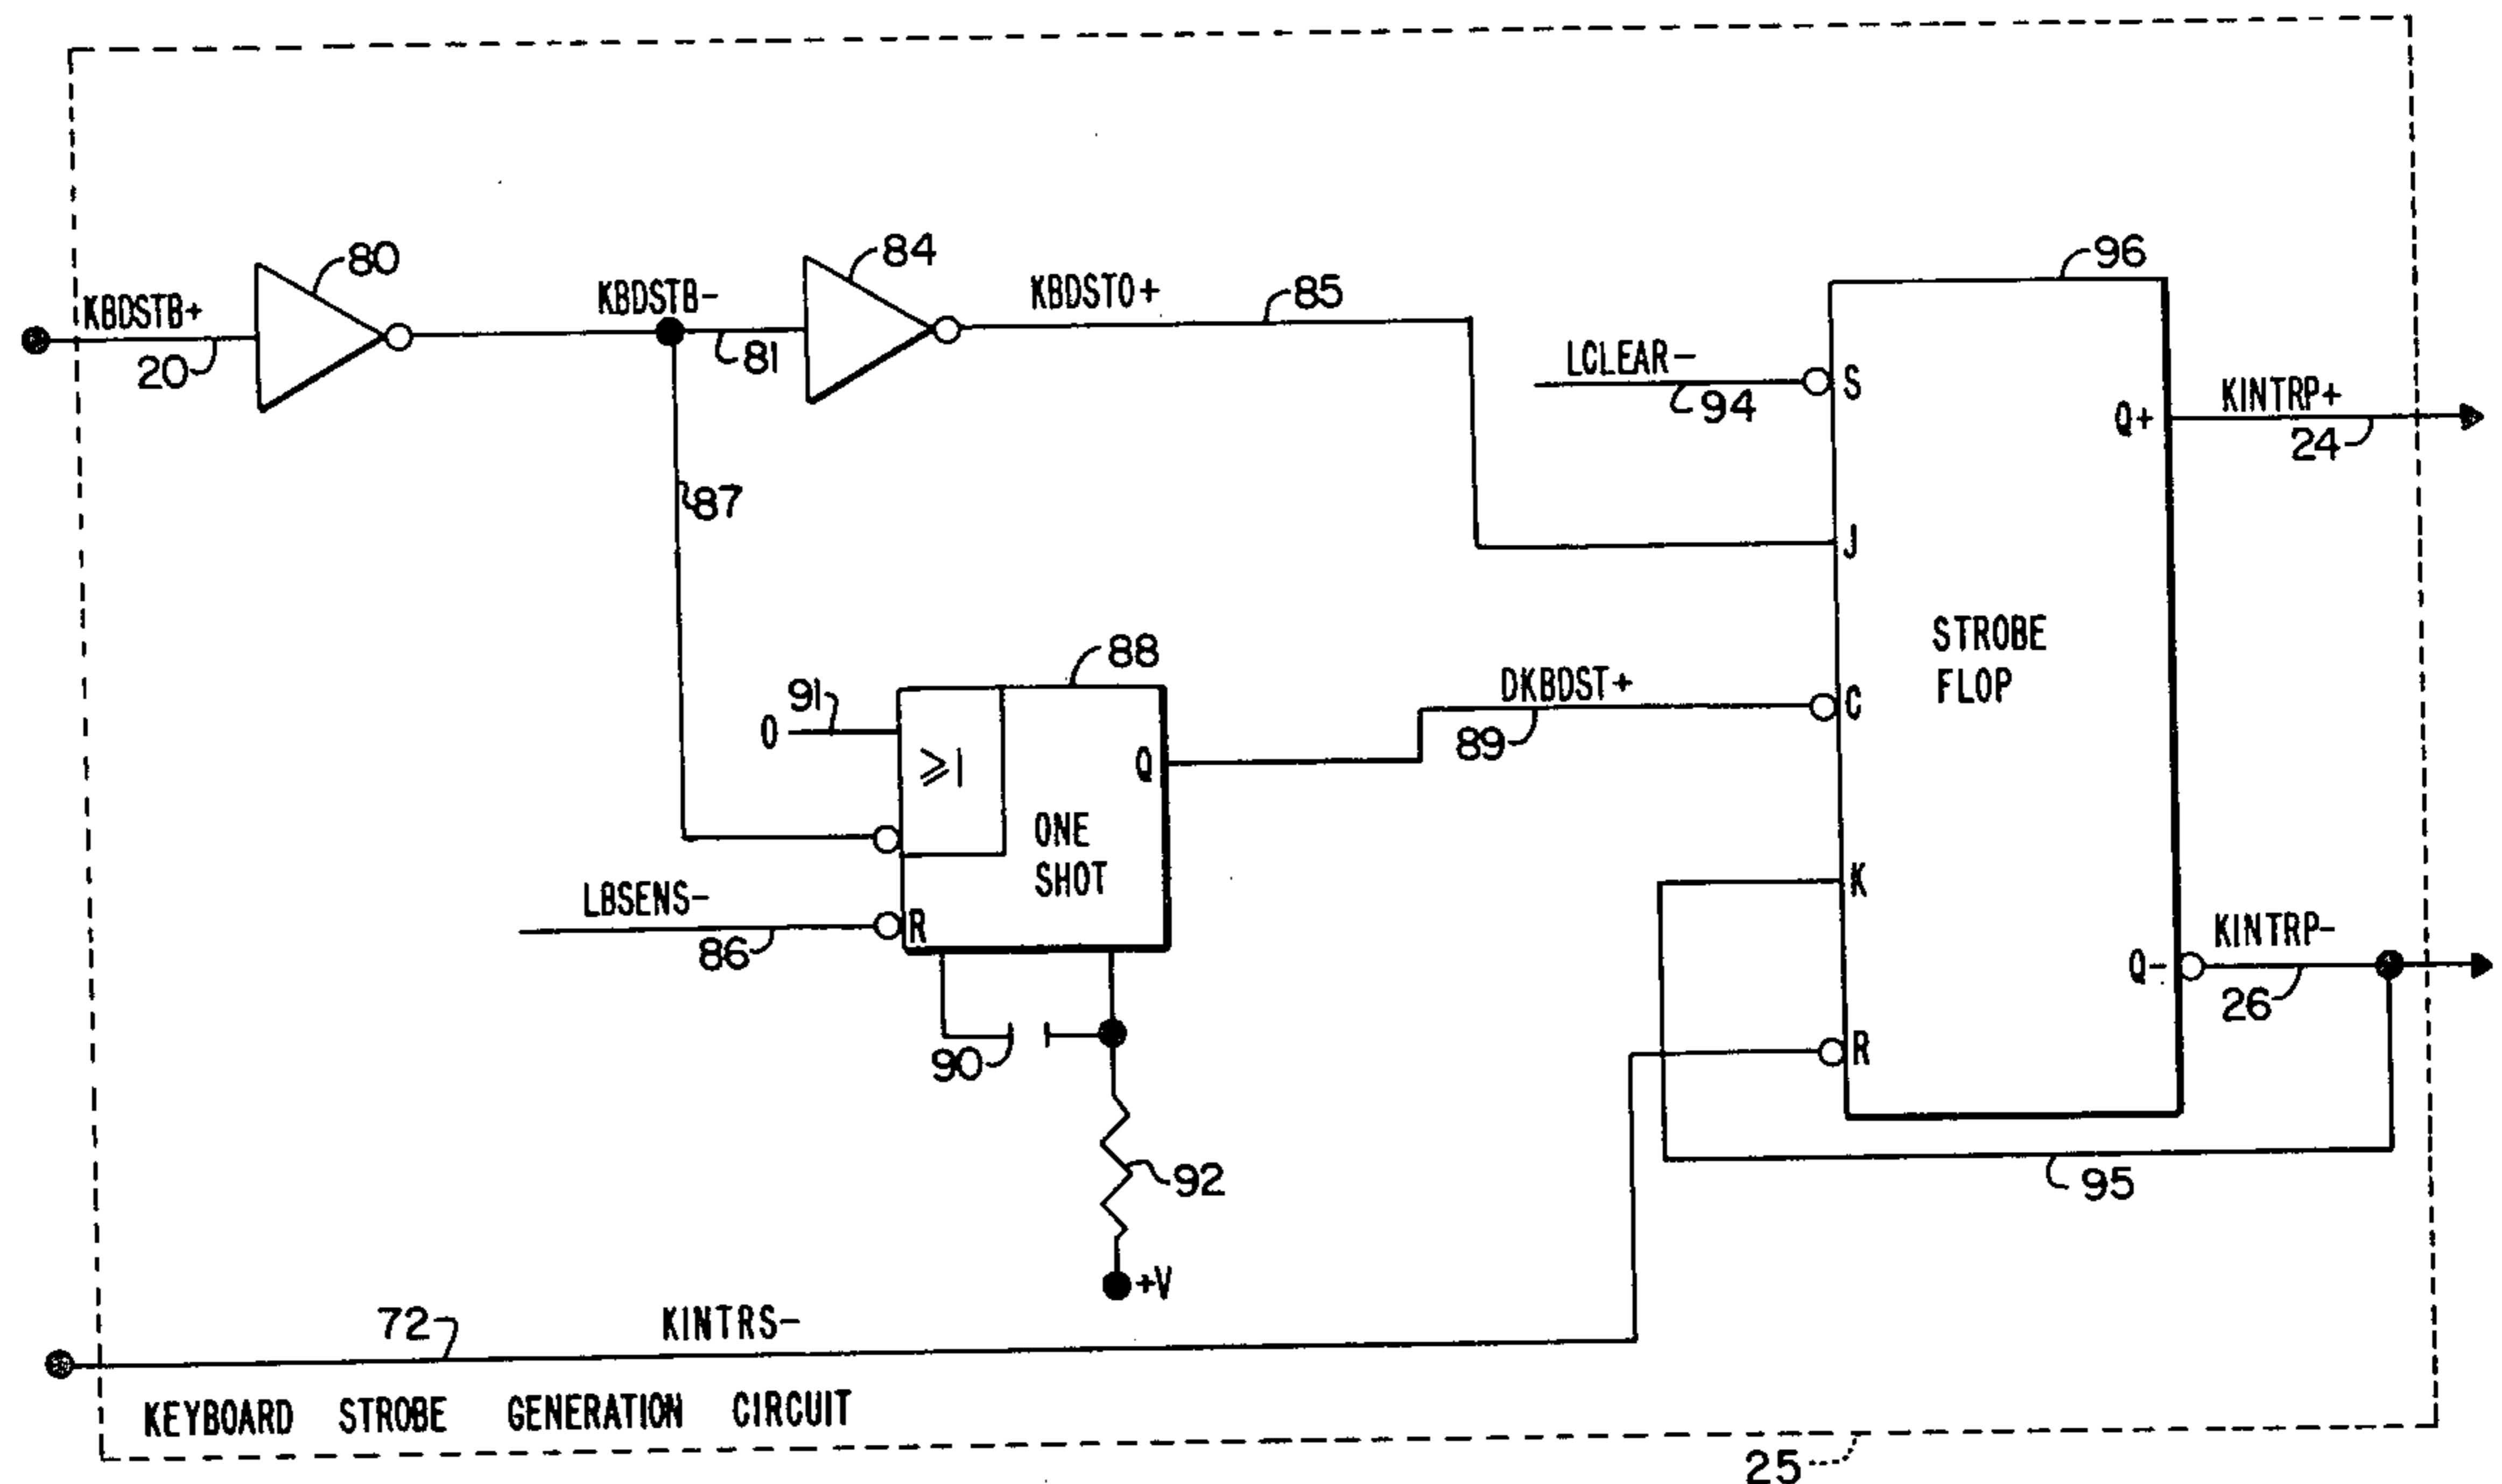 80
84
KBDSTB+
KBDSTB-
KBDSTO+
85
96
20
81
LCLEAR-
S
94
Q+
KINTRP+
24
87
J
STROBE
FLOP
88
91
0
≥1
Q
DKBDST+
89
C
ONE
SHOT
LBSENS-
86
R
K
KINTRP-
Q-
26
90
R
92
95
+V
72
KINTRS-
KEYBOARD STROBE GENERATION CIRCUIT
25